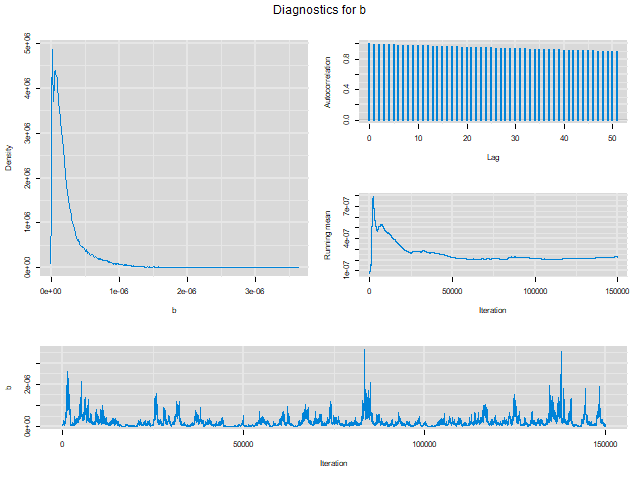 Diagnostics for b
Density
0e+00
1e+06
2e+06
3e+06
4e+06
5e+06
0e+00
1e-06
2e-06
3e-06
b
Autocorrelation
0.0
0.4
0.8
0
10
20
30
40
50
Lag
Running mean
1e-07
4e-07
7e-07
0
50000
100000
150000
Iteration
b
0e+00
2e-06
0
50000
100000
150000
Iteration